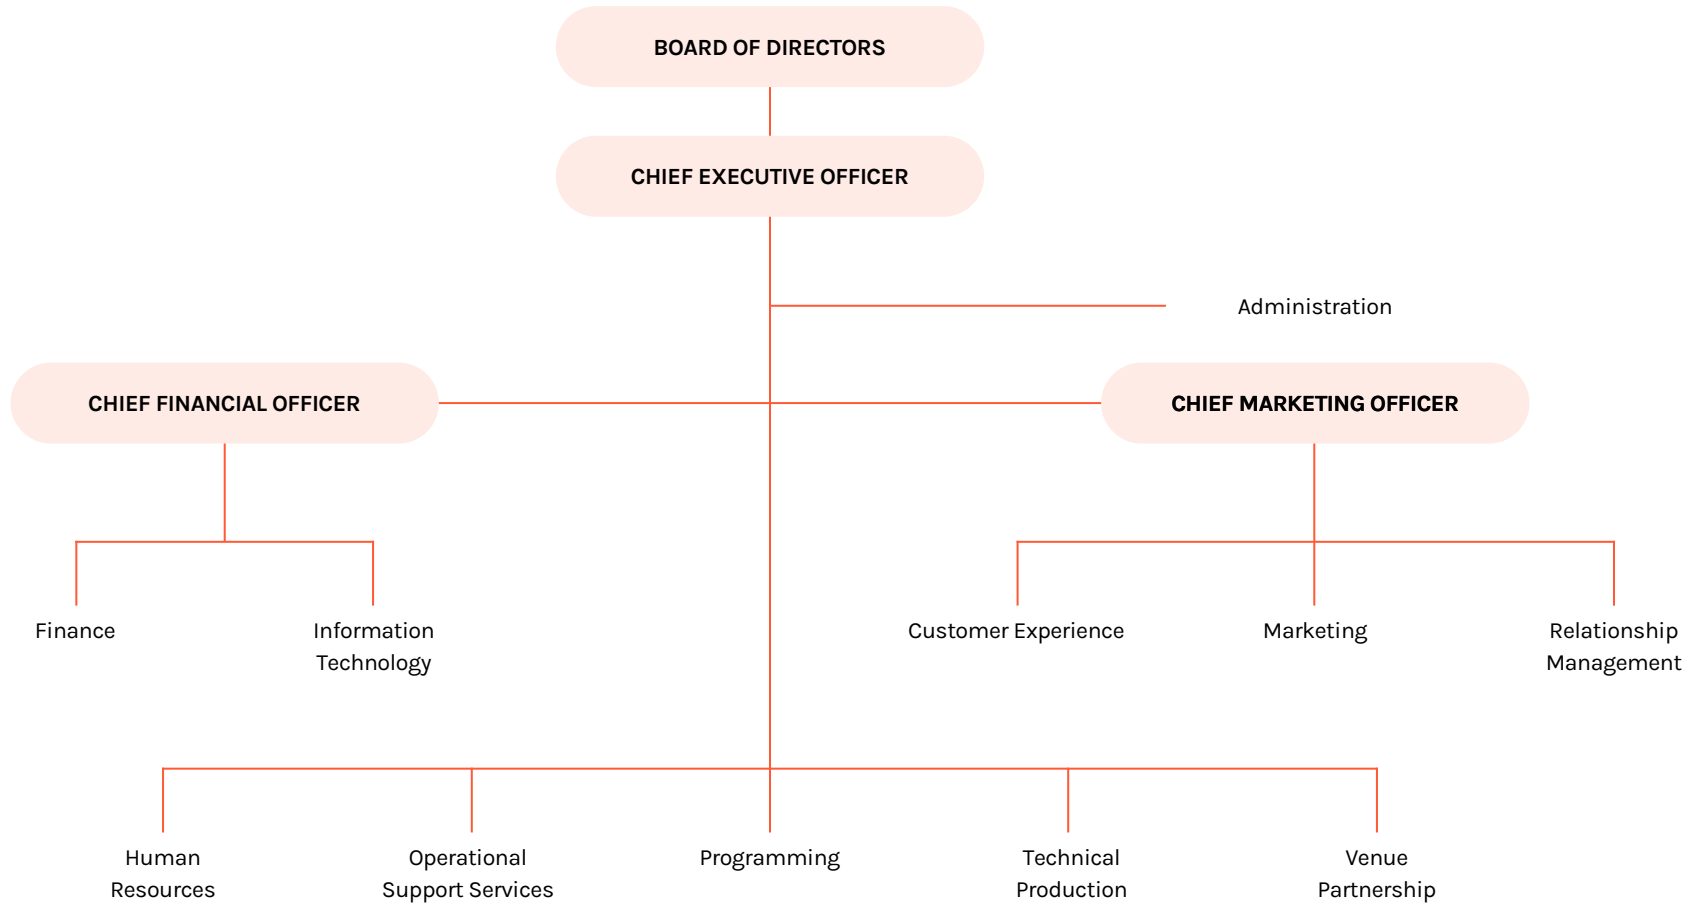 BOARD OF DIRECTORS
CHIEF EXECUTIVE OFFICER
Administration
CHIEF FINANCIAL OFFICER
CHIEF MARKETING OFFICER
Finance
Information
Technology
Customer Experience
Marketing
Relationship
Management
Human
Resources
Operational
Support Services
Programming
Technical
Production
Venue
Partnership